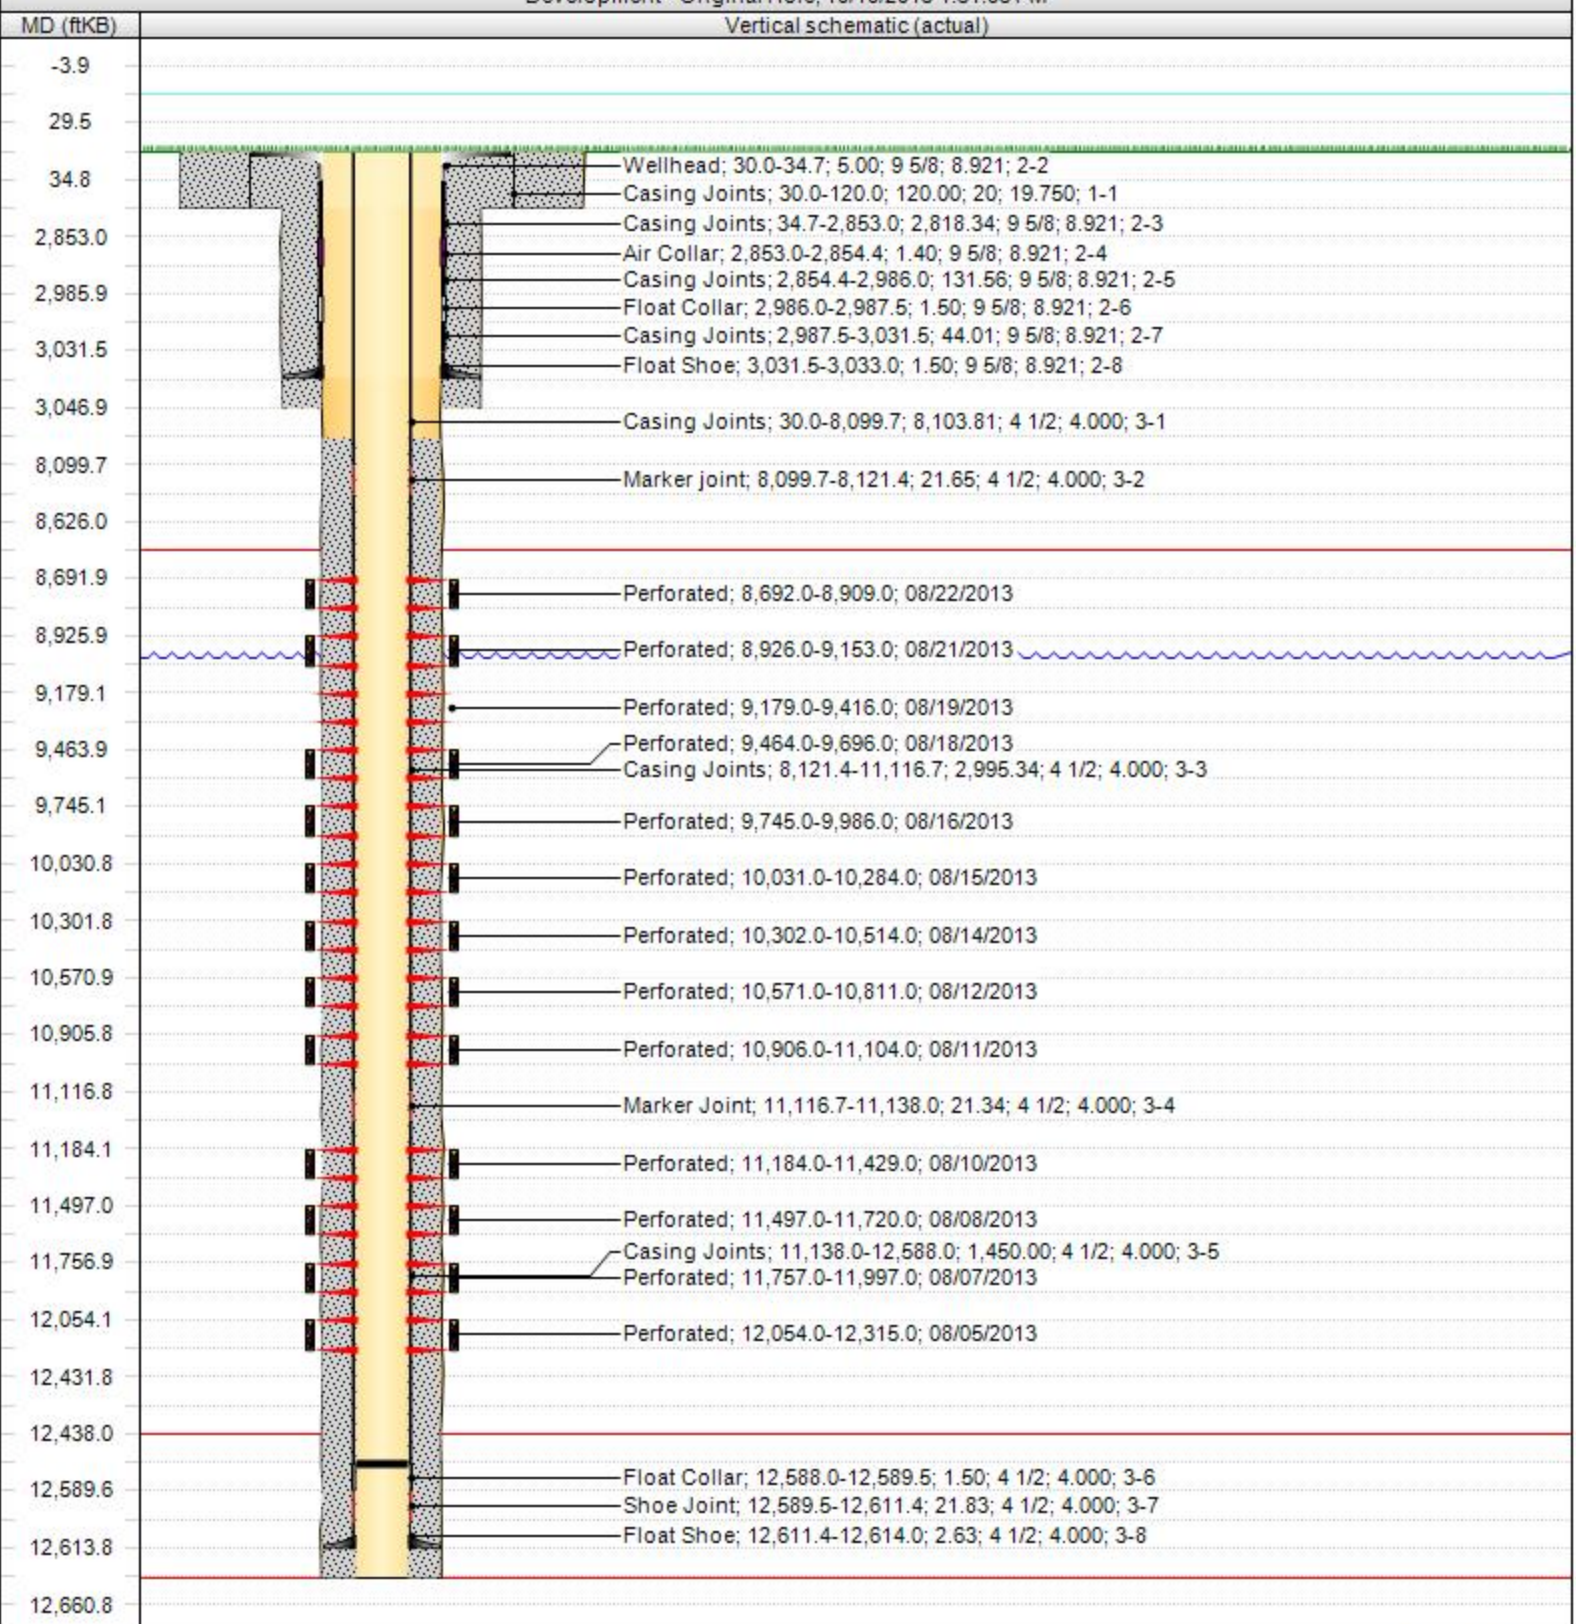 MD (ftKB)
Vertical schematic (actual)
-3.9
29.5
Wellhead; 30.0-34.7; 5.00; 9 5/8; 8.921; 2-2
34.8
Casing Joints; 30.0-120.0; 120.00; 20; 19.750; 1-1
Casing Joints; 34.7-2,853.0; 2,818.34; 9 5/8; 8.921; 2-3
2,853.0
Air Collar; 2,853.0-2,854.4; 1.40; 9 5/8; 8.921; 2-4
Casing Joints; 2,854.4-2,986.0; 131.56; 9 5/8; 8.921; 2-5
2,985.9
Float Collar; 2,986.0-2,987.5; 1.50; 9 5/8; 8.921; 2-6
Casing Joints; 2,987.5-3,031.5; 44.01; 9 5/8; 8.921; 2-7
3,031.5
Float Shoe; 3,031.5-3,033.0; 1.50; 9 5/8; 8.921; 2-8
3,046.9
Casing Joints; 30.0-8,099.7; 8,103.81; 4 1/2; 4.000; 3-1
8,099.7
Marker joint; 8,099.7-8,121.4; 21.65; 4 1/2; 4.000; 3-2
8,626.0
8,691.9
Perforated; 8,692.0-8,909.0; 08/22/2013
8,925.9
Perforated; 8,926.0-9,153.0; 08/21/2013
9,179.1
Perforated; 9,179.0-9,416.0; 08/19/2013
9,463.9
Perforated; 9,464.0-9,696.0; 08/18/2013
Casing Joints; 8,121.4-11,116.7; 2,995.34; 4 1/2; 4.000; 3-3
9,745.1
Perforated; 9,745.0-9,986.0; 08/16/2013
10,030.8
Perforated; 10,031.0-10,284.0; 08/15/2013
10,301.8
Perforated; 10,302.0-10,514.0; 08/14/2013
10,570.9
Perforated; 10,571.0-10,811.0; 08/12/2013
10,905.8
Perforated; 10,906.0-11,104.0; 08/11/2013
11,116.8
Marker Joint; 11,116.7-11,138.0; 21.34; 4 1/2; 4.000; 3-4
11,184.1
Perforated; 11,184.0-11,429.0; 08/10/2013
11,497.0
Perforated; 11,497.0-11,720.0; 08/08/2013
Casing Joints; 11,138.0-12,588.0; 1,450.00; 4 1/2; 4.000; 3-5
11,756.9
Perforated; 11,757.0-11,997.0; 08/07/2013
12,054.1
Perforated; 12,054.0-12,315.0; 08/05/2013
12,431.8
12,438.0
Float Collar; 12,588.0-12,589.5; 1.50; 4 1/2; 4.000; 3-6
12,589.6
Shoe Joint; 12,589.5-12,611.4; 21.83; 4 1/2; 4.000; 3-7
Float Shoe; 12,611.4-12,614.0; 2.63; 4 1/2; 4.000; 3-8
12,613.8
12,660.8